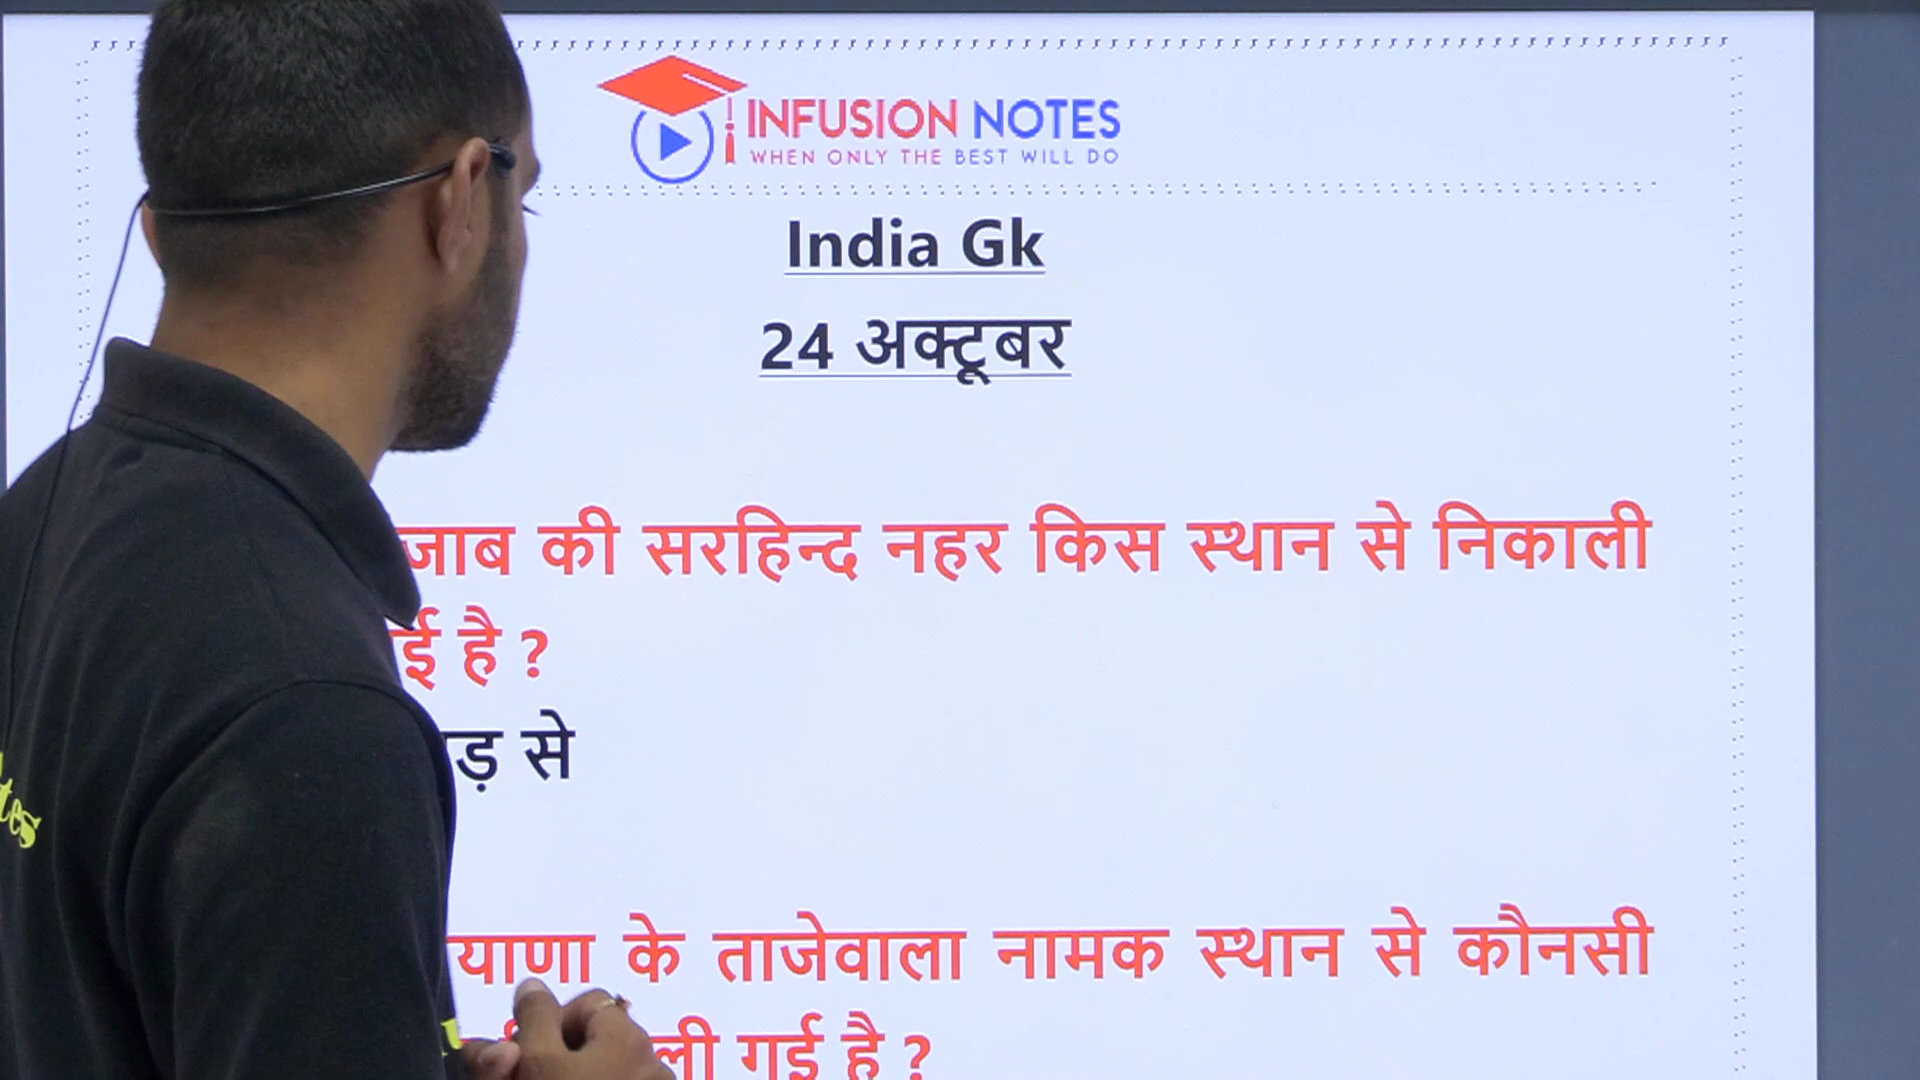 INFUSION NOTES
WHEN ONLY THE BEST WILL DO
India Gk
24 अक्टूबर
की सरहिन्द नहर किस स्थान से निकाली
है ?
से
के ताजेवाला नामक स्थान से कौनसी
गई है ?